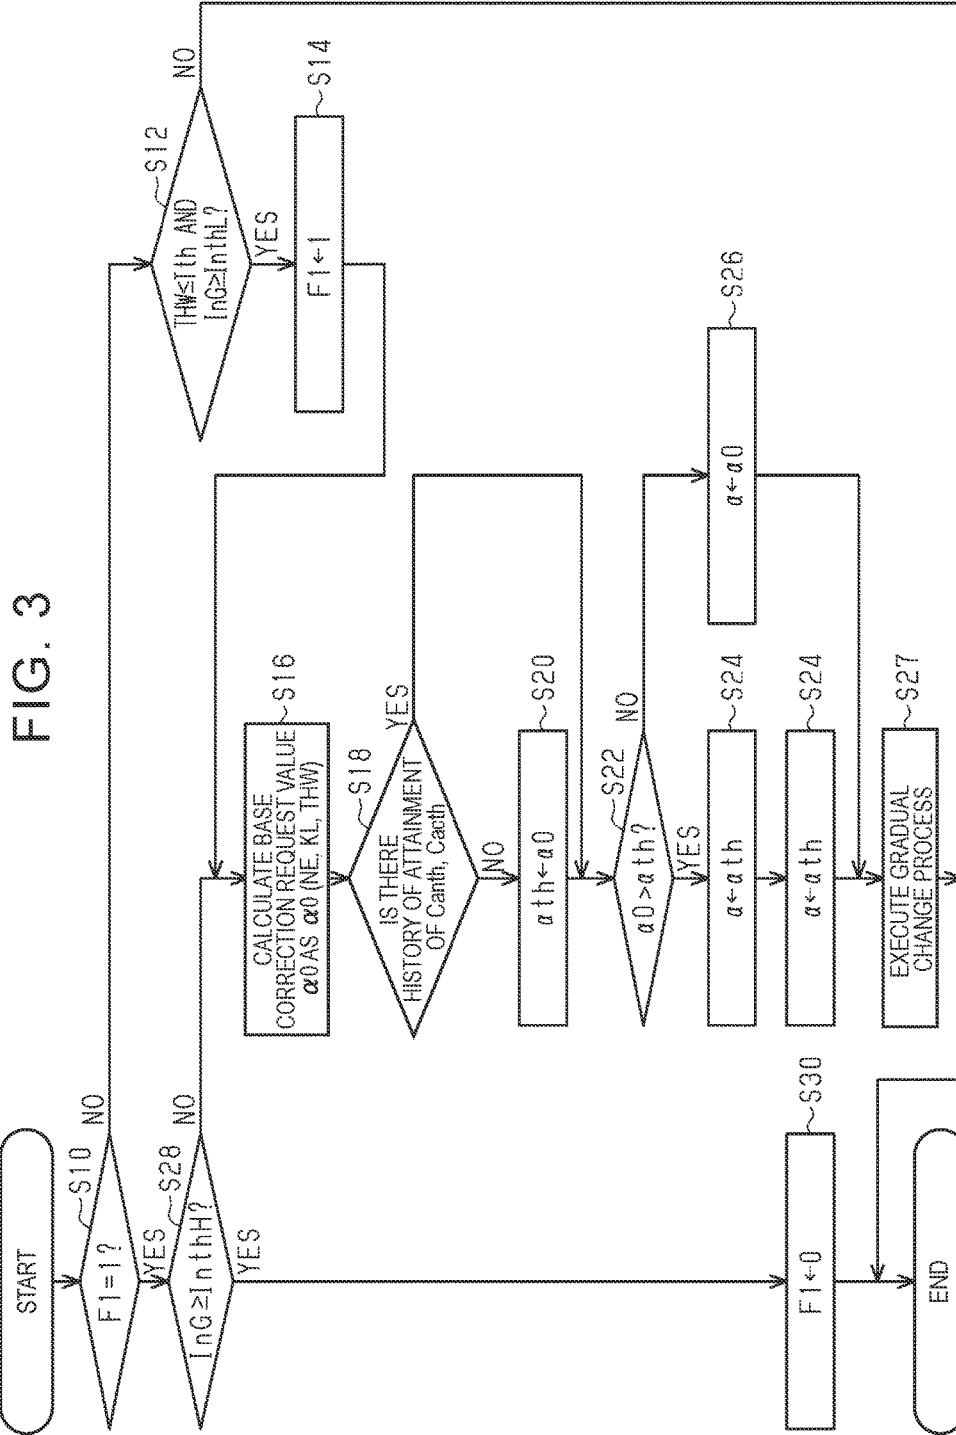 FIG. 3
START
S10
F1=1?
NO
YES
S28
InG≥InthH?
NO
YES
S12
THW≤Tth AND
InG≥InthL?
NO
YES
S14
F1←1
S16
CALCULATE BASE
CORRECTION REQUEST VALUE
α0 AS α0 (NE, KL, THW)
S18
IS THERE
HISTORY OF ATTAINMENT
OF Canth, Cacth
YES
NO
S20
αth←α0
S22
α0>αth?
NO
YES
S24
α←αth
S24
α←αth
S26
α←α0
S27
EXECUTE GRADUAL
CHANGE PROCESS
S30
F1←0
END